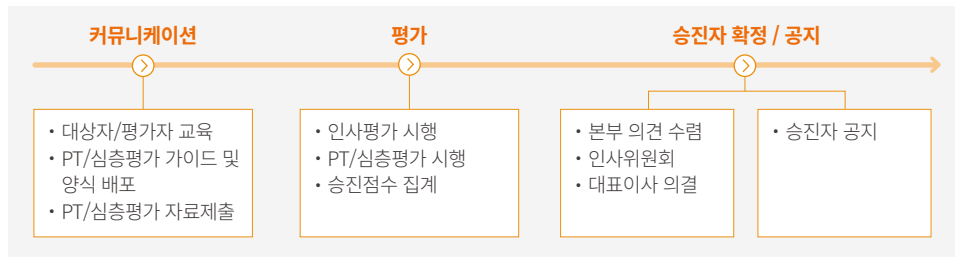 커뮤니케이션
평가
승진자 확정 / 공지
• 대상자/평가자 교육
• PT/심층평가 가이드 및
양식 배포
• PT/심층평가 자료제출
• 인사평가 시행
• PT/심층평가 시행
• 승진점수 집계
• 본부 의견 수렴
• 인사위원회
• 대표이사 의결
• 승진자 공지